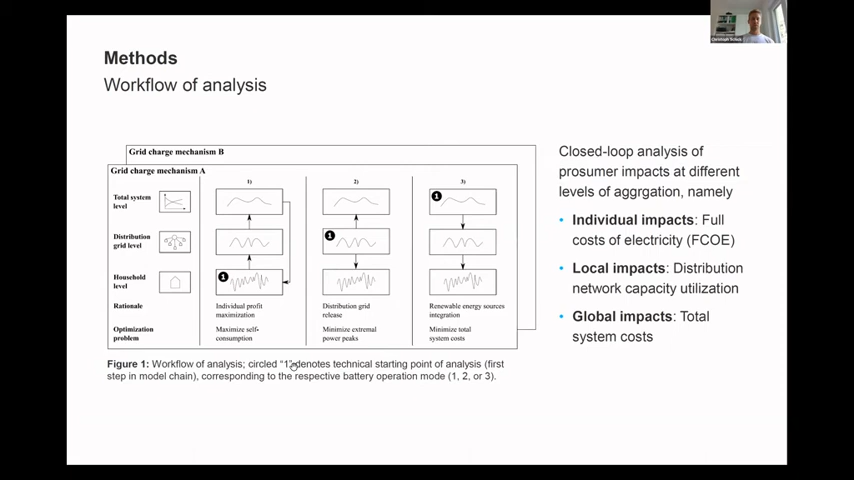 Christoph Schick
Methods
Workflow of analysis
Grid charge mechanism B
Grid charge mechanism A
1)
2)
3)
Total system
level
1
Distribution
grid level
1
Household
level
1
Rationale
Individual profit
maximization
Distribution grid
release
Renewable energy sources
integration
Optimization
problem
Maximize self-
consumption
Minimize extremal
power peaks
Minimize total
system costs
Figure 1: Workflow of analysis; circled "1" denotes technical starting point of analysis (first
step in model chain), corresponding to the respective battery operation mode (1, 2, or 3).
Closed-loop analysis of
prosumer impacts at different
levels of aggrgation, namely
• Individual impacts: Full
costs of electricity (FCOE)
• Local impacts: Distribution
network capacity utilization
• Global impacts: Total
system costs